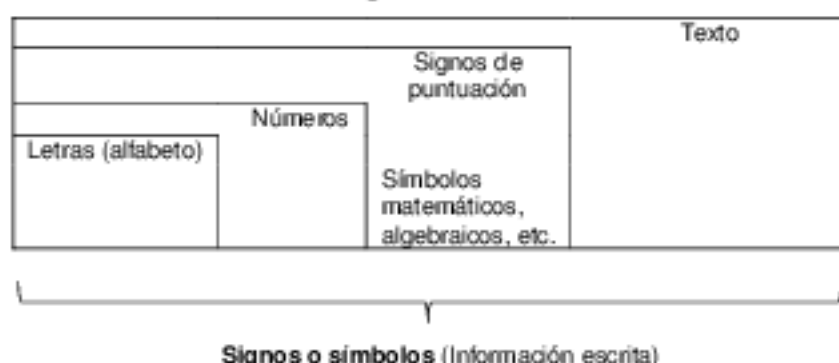 Texto
Signos de
puntuación
Números
Letras (alfabeto)
Símbolos
matemáticos,
algebraicos, etc.
Signos o símbolos (Información escrita)